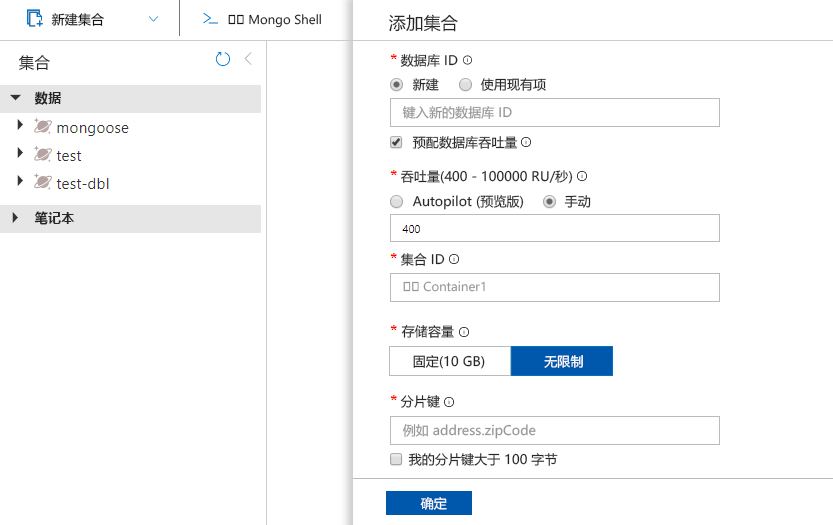 新建集合
Mongo Shell
集合
数据
mongoose
test
test-dbl
笔记本
添加集合
* 数据库 ID
新建 使用现有项
键入新的数据库 ID
预配数据库吞吐量
* 吞吐量(400 - 100000 RU/秒)
Autopilot (预览版) 手动
400
* 集合 ID
Container1
* 存储容量
固定(10 GB) 无限制
* 分片键
例如 address.zipCode
我的分片键大于 100 字节
确定